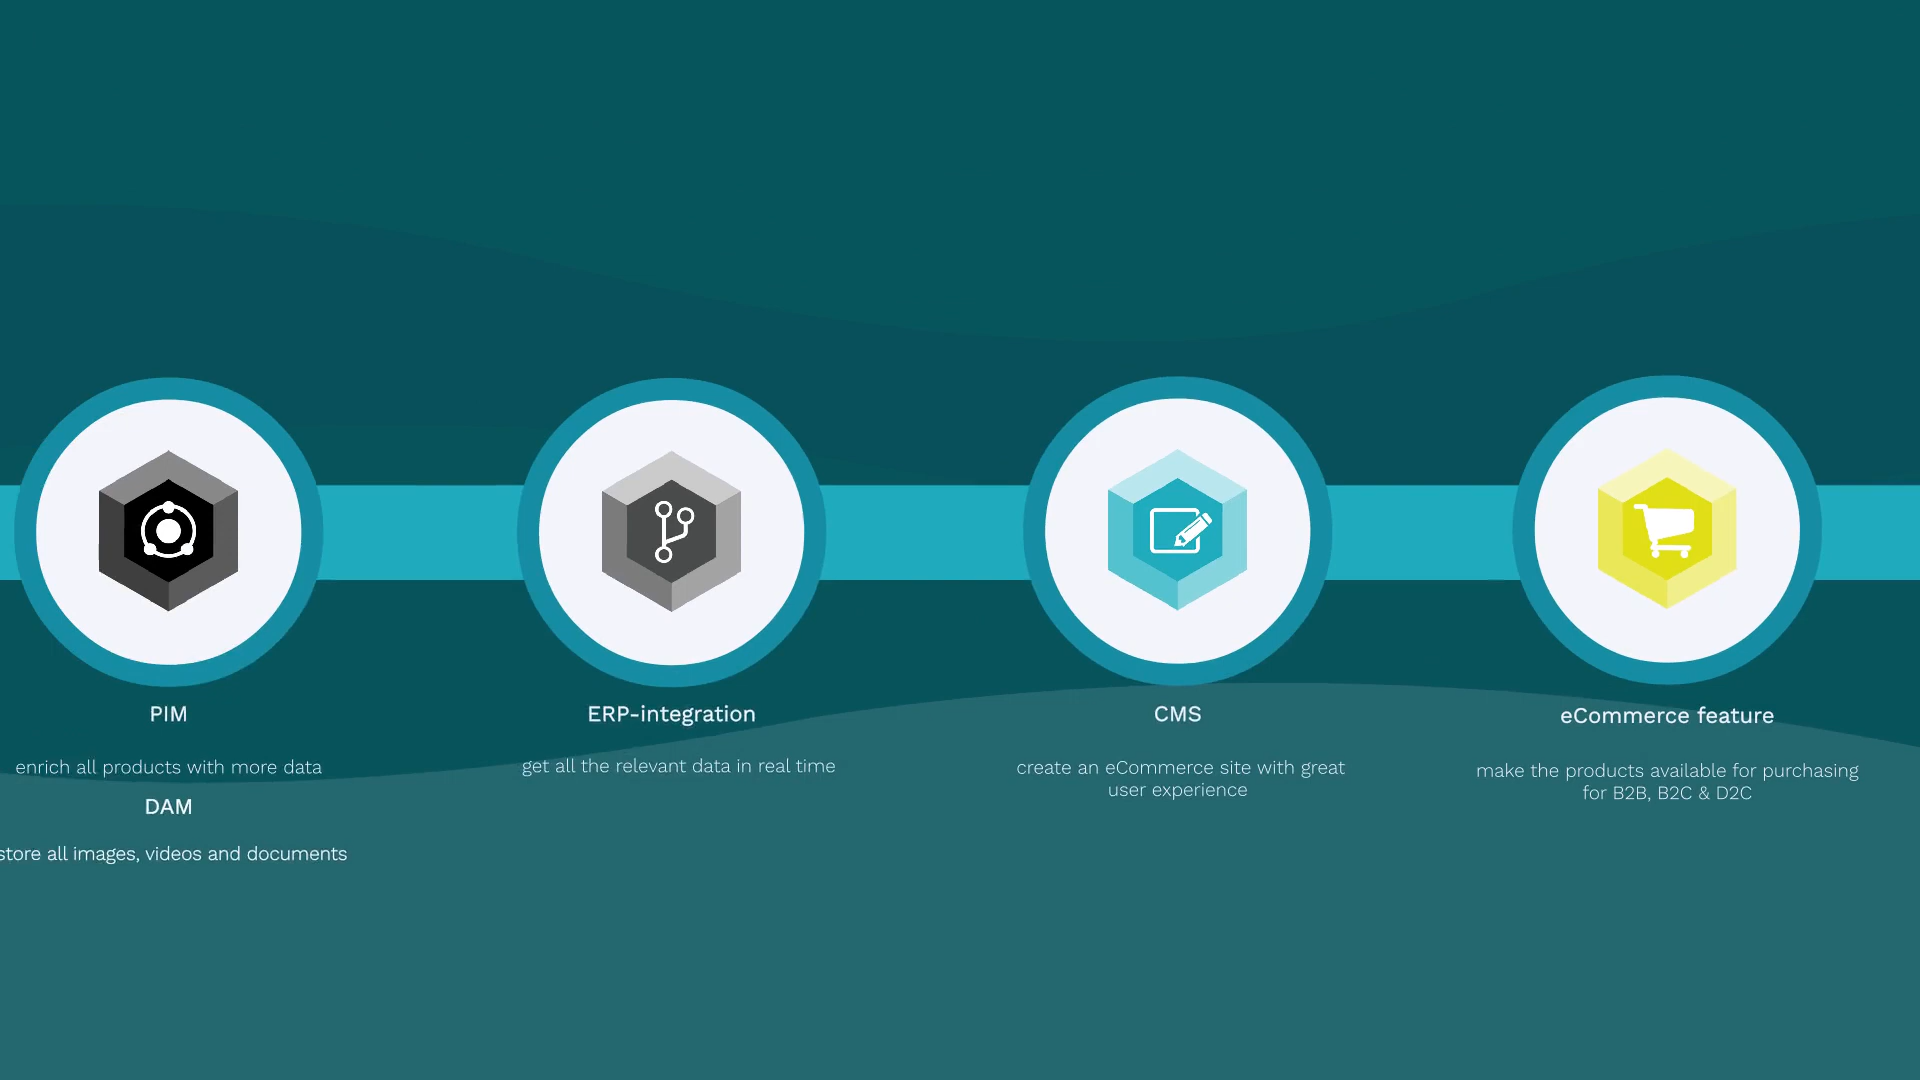 PIM
enrich all products with more data
DAM
store all images, videos and documents
ERP-integration
get all the relevant data in real time
CMS
create an eCommerce site with great
user experience
eCommerce feature
make the products available for purchasing
for B2B, B2C & D2C